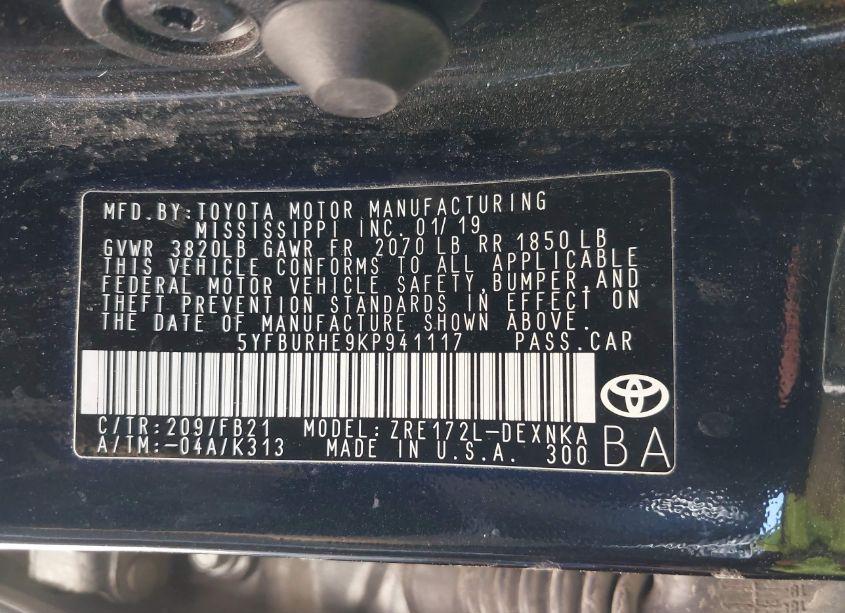 MFD.BY:TOYOTA MOTOR MANUFACTURING
MISSISSIPPI INC. 01/19
GVWR 3820LB GAWR FR 2070 LB RR 1850 LB
THIS VEHICLE CONFORMS TO ALL APPLICABLE
FEDERAL MOTOR VEHICLE SAFETY,BUMPER,AND
THEFT PREVENTION STANDARDS IN EFFECT ON
THE DATE OF MANUFACTURE SHOWN ABOVE.
5YFBURHE9KP941117 PASS.CAR
C/TR:209/FB21 MODEL: ZRE172L-DEXNKA
A/TM:-04A/K313 MADE IN U.S.A. 300
BA